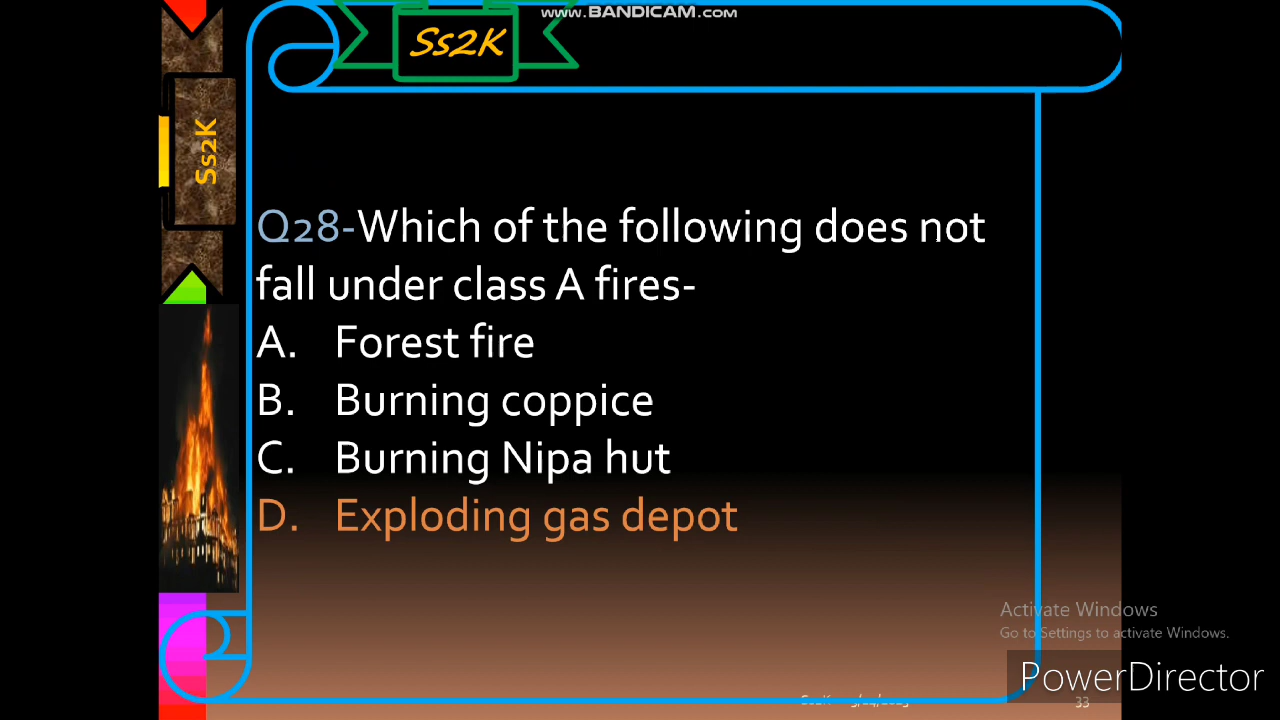 www.BANDICAM.com
Ss2K
Ss2K
Q28-Which of the following does not
fall under class A fires-
A. Forest fire
B. Burning coppice
C. Burning Nipa hut
D. Exploding gas depot
Activate Windows
Go to Settings to activate Windows.
PowerDirector
Ss2K
33